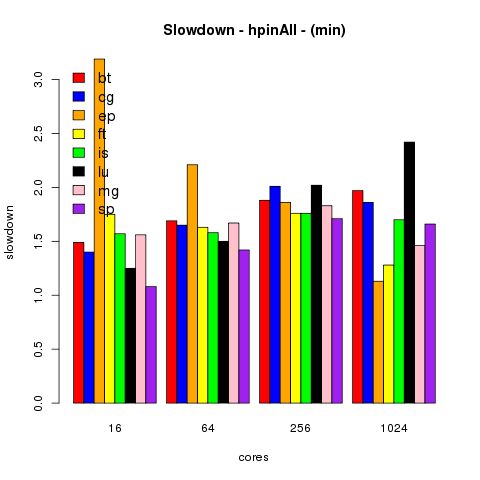 Slowdown - hpinAll - (min)
slowdown
3.0
2.5
2.0
1.5
1.0
0.5
0.0
bt
cg
ep
ft
is
lu
mg
sp
16 64 256 1024
cores